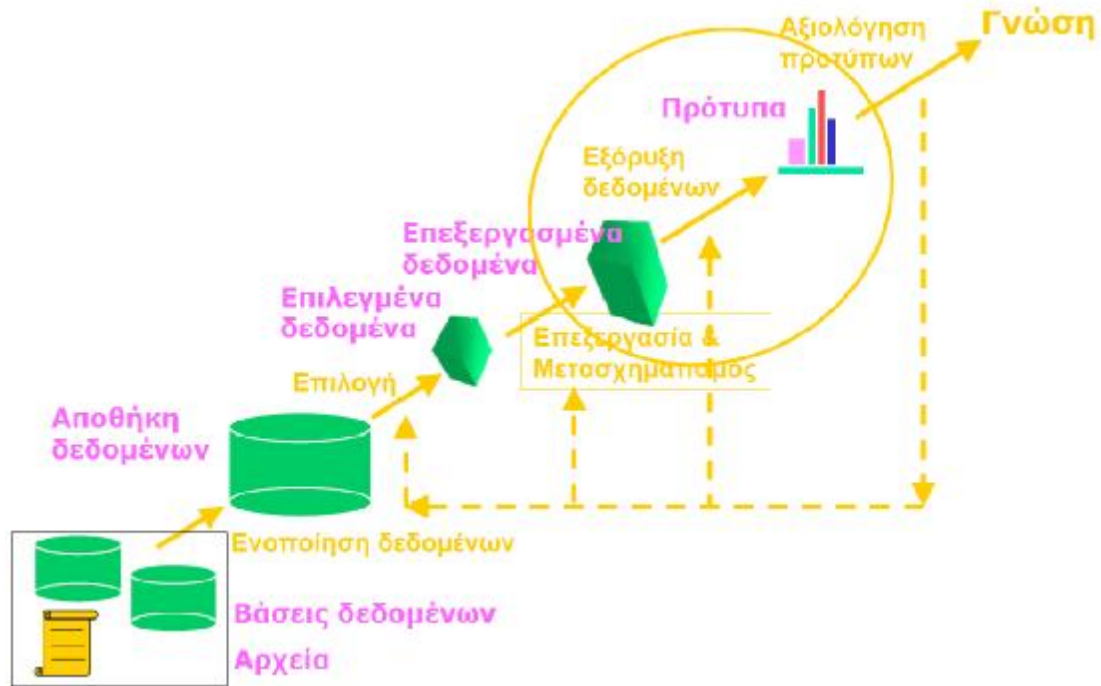 Αξιολόγηση
προτύπων
Γνώση
Πρότυπα
Εξόρυξη
δεδομένων
Επεξεργασμένα
δεδομένα
Επιλεγμένα
δεδομένα
Επεξεργασία &
Μετασχηματισμός
Επιλογή
Αποθήκη
δεδομένων
Ενοποίηση δεδομένων
Βάσεις δεδομένων
Αρχεία